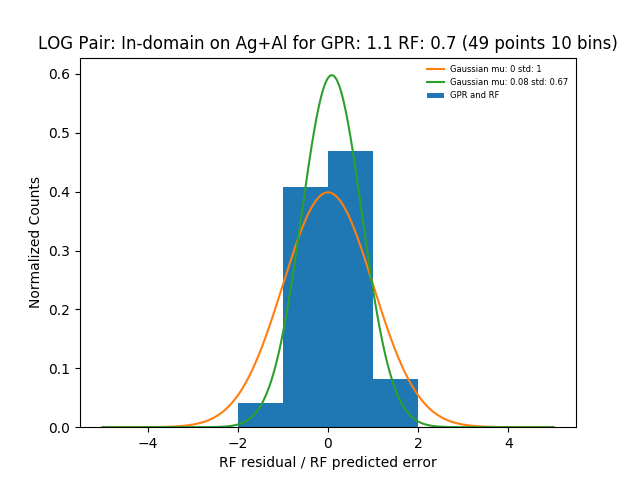 LOG Pair: In-domain on Ag+Al for GPR: 1.1 RF: 0.7 (49 points 10 bins)
Gaussian mu: 0 std: 1
Gaussian mu: 0.08 std: 0.67
GPR and RF
Normalized Counts
0.6
0.5
0.4
0.3
0.2
0.1
0.0
−4
−2
0
2
4
RF residual / RF predicted error